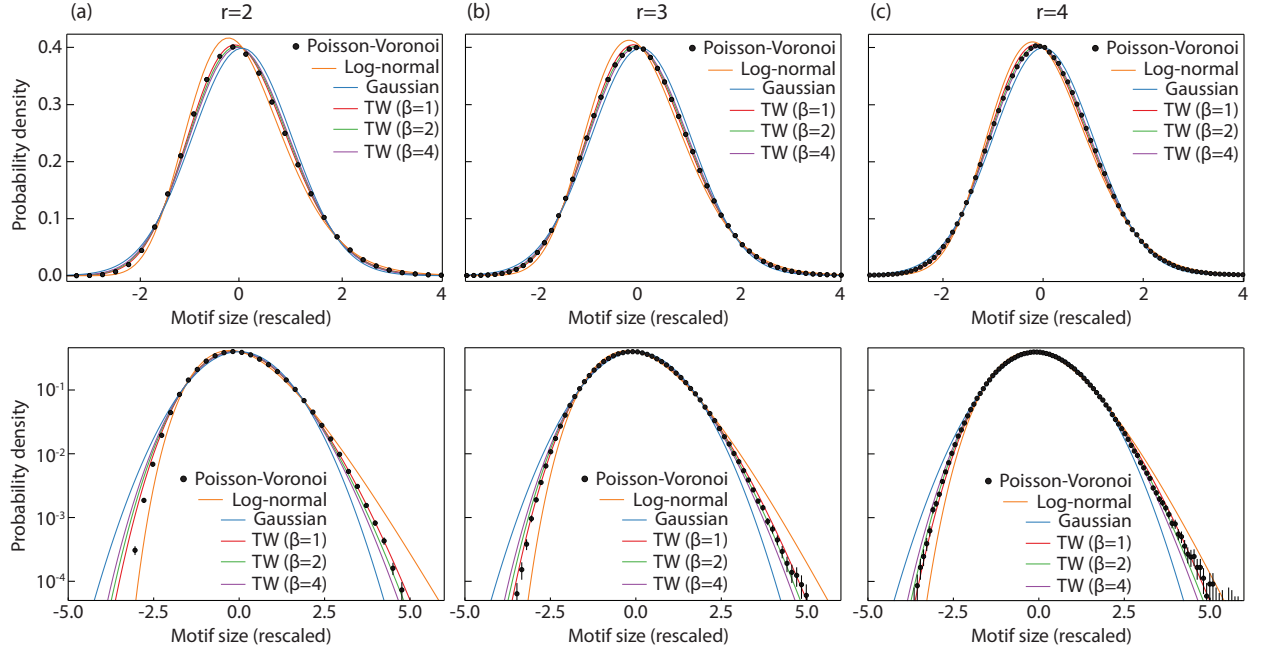 (a) r=2
(b) r=3
(c) r=4
Probability density
0.4
0.3
0.2
0.1
0.0
Poisson-Voronoi
Log-normal
Gaussian
TW (β=1)
TW (β=2)
TW (β=4)
-2 0 2 4
Motif size (rescaled)
Poisson-Voronoi
Log-normal
Gaussian
TW (β=1)
TW (β=2)
TW (β=4)
-2 0 2 4
Motif size (rescaled)
Poisson-Voronoi
Log-normal
Gaussian
TW (β=1)
TW (β=2)
TW (β=4)
-2 0 2 4
Motif size (rescaled)
Probability density
10⁻¹
10⁻²
10⁻³
10⁻⁴
Poisson-Voronoi
Log-normal
Gaussian
TW (β=1)
TW (β=2)
TW (β=4)
-5.0 -2.5 0.0 2.5 5.0
Motif size (rescaled)
Poisson-Voronoi
Log-normal
Gaussian
TW (β=1)
TW (β=2)
TW (β=4)
-5.0 -2.5 0.0 2.5 5.0
Motif size (rescaled)
Poisson-Voronoi
Log-normal
Gaussian
TW (β=1)
TW (β=2)
TW (β=4)
-5.0 -2.5 0.0 2.5 5.0
Motif size (rescaled)